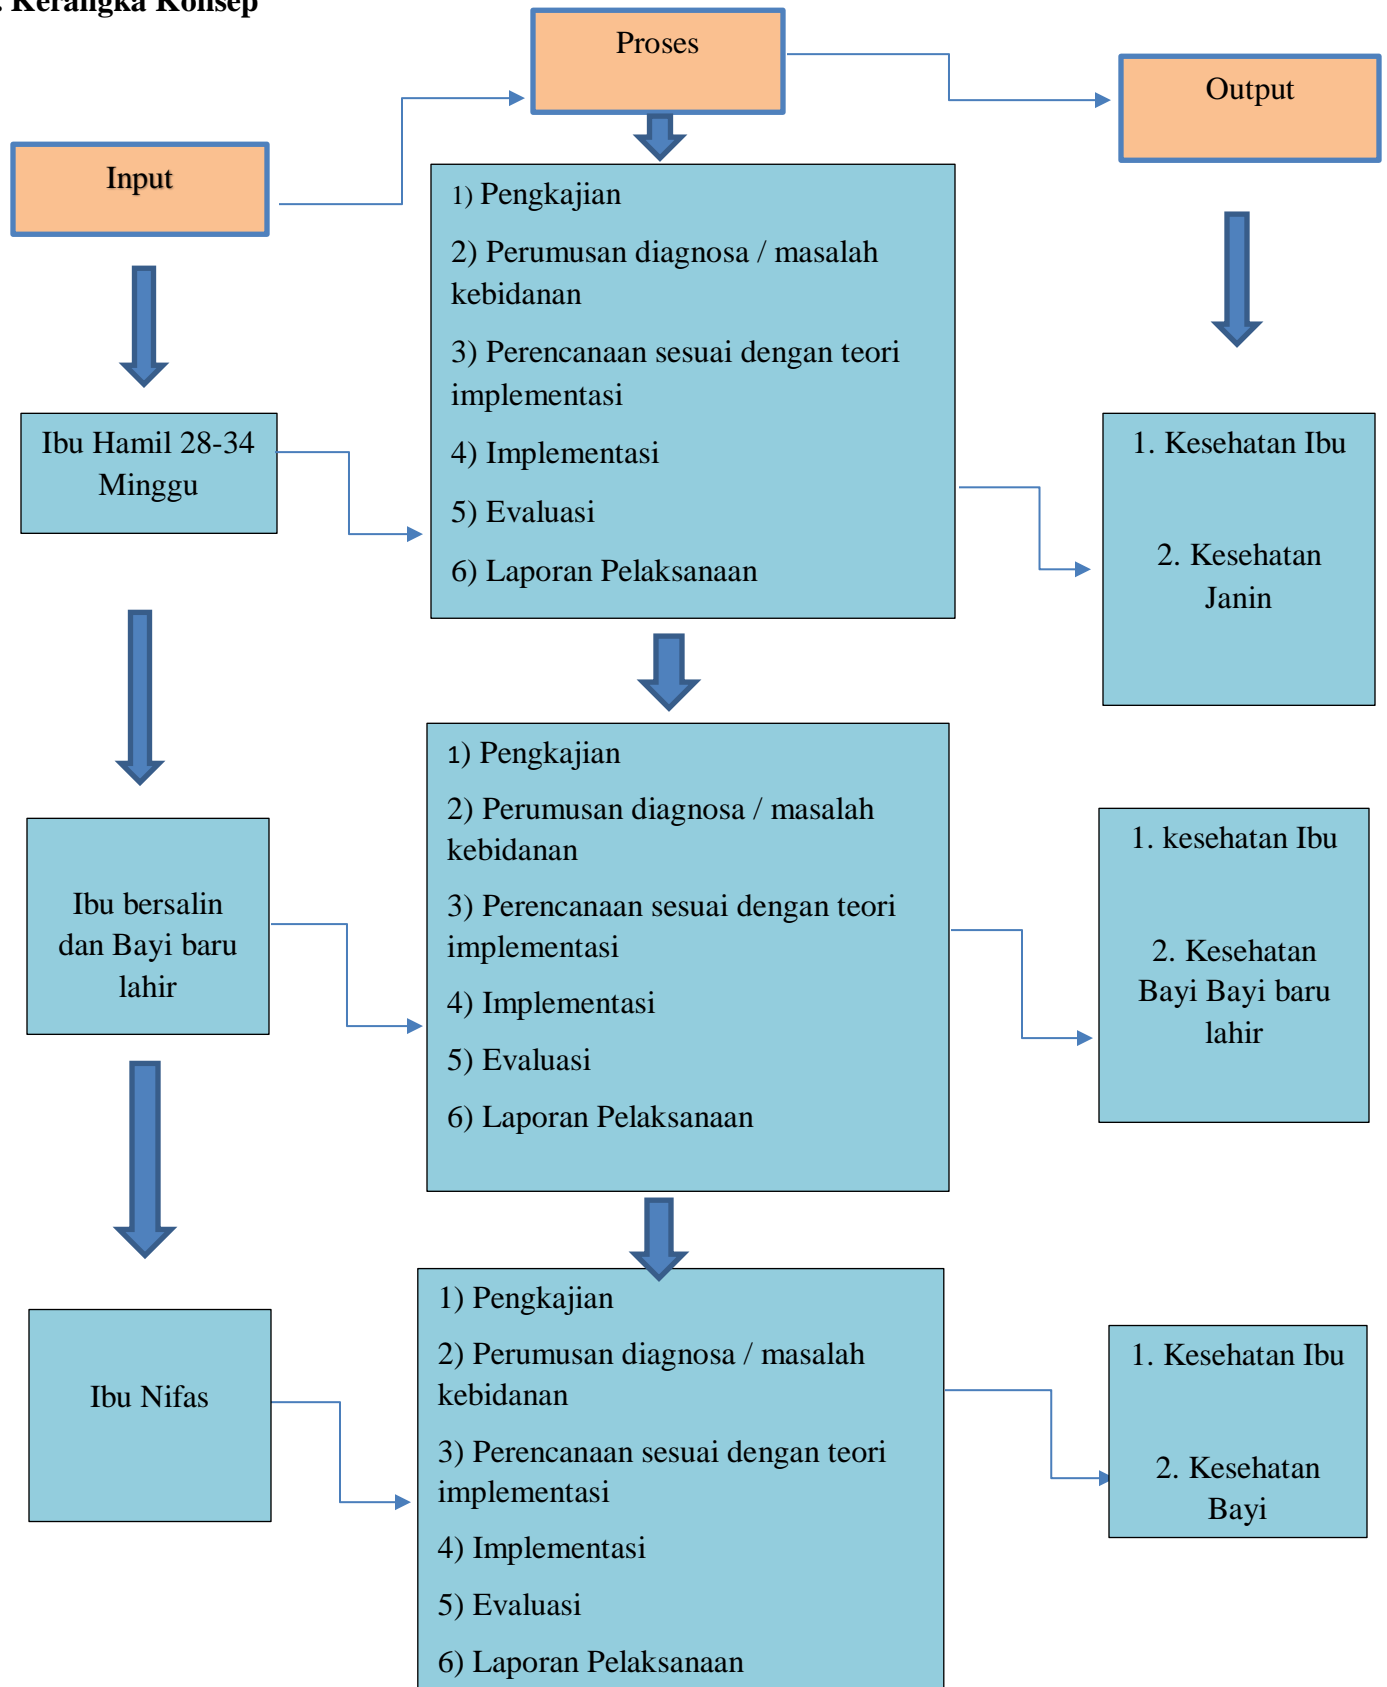 . Kerangka Konsep
Proses
Output
Input
1) Pengkajian
2) Perumusan diagnosa / masalah
kebidanan
3) Perencanaan sesuai dengan teori
implementasi
4) Implementasi
5) Evaluasi
6) Laporan Pelaksanaan
Ibu Hamil 28-34
Minggu
1. Kesehatan Ibu
2. Kesehatan
Janin
1) Pengkajian
2) Perumusan diagnosa / masalah
kebidanan
3) Perencanaan sesuai dengan teori
implementasi
4) Implementasi
5) Evaluasi
6) Laporan Pelaksanaan
Ibu bersalin
dan Bayi baru
lahir
1. kesehatan Ibu
2. Kesehatan
Bayi Bayi baru
lahir
1) Pengkajian
2) Perumusan diagnosa / masalah
kebidanan
3) Perencanaan sesuai dengan teori
implementasi
4) Implementasi
5) Evaluasi
6) Laporan Pelaksanaan
Ibu Nifas
1. Kesehatan Ibu
2. Kesehatan
Bayi